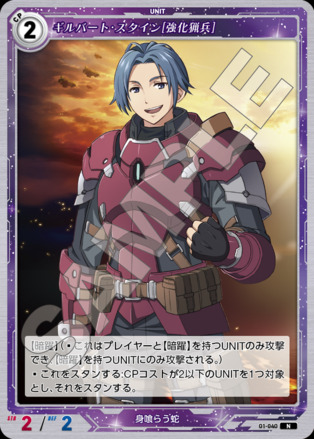 UNIT
CP
2
ギルバート・スタイン[強化猟兵]
SAMPLE
【暗躍】(・これはプレイヤーと【暗躍】を持つUNITのみ攻撃
でき、【暗躍】を持つUNITにのみ攻撃される。)
・これをスタンする:CPコストが2以下のUNITを1つ対象
とし、それをスタンする。
ATK 2 / DEF 2
身喰らう蛇
01-040 N